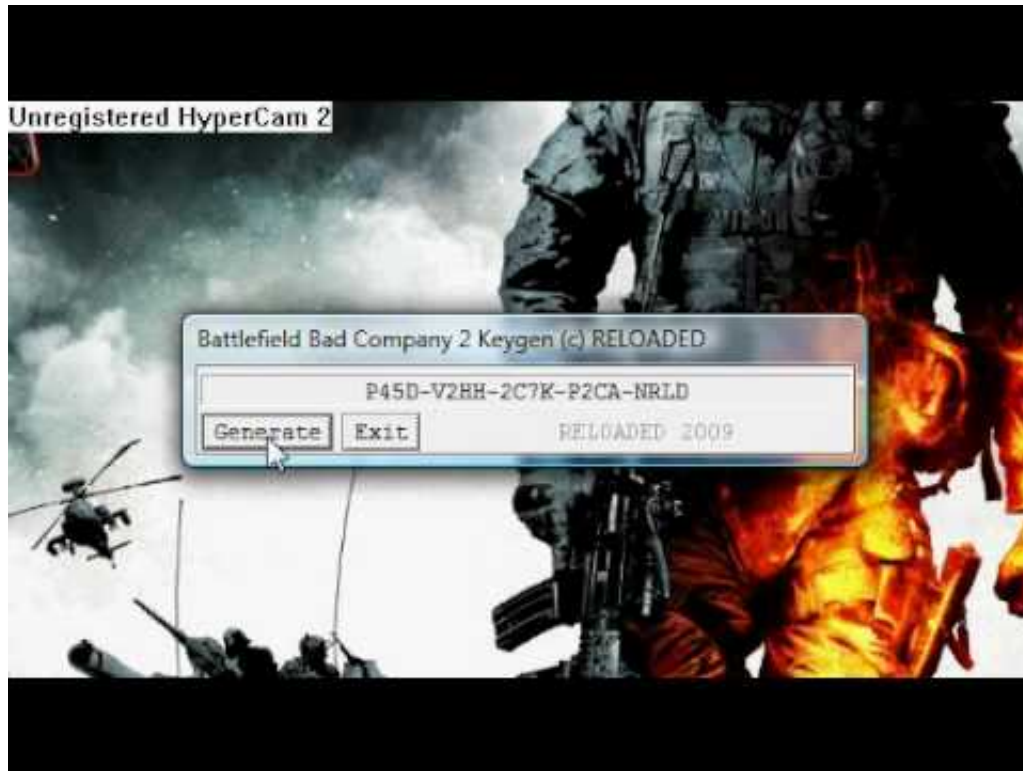 Unregistered HyperCam 2
Battlefield Bad Company 2 Keygen (c) RELOADED
P45D-V2HH-2C7K-P2CA-NRLD
Generate Exit RELOADED 2009